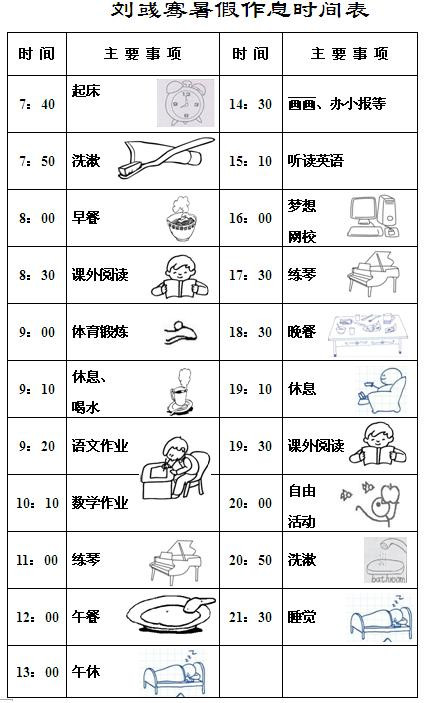 刘彧骞暑假作息时间表
时 间 主 要 事 项 时 间 主 要 事 项
7：40 起床 14：30 画画、办小报等
7：50 洗漱 15：10 听读英语
8：00 早餐 16：00 梦想
网校
8：30 课外阅读 17：30 练琴
9：00 体育锻炼 18：30 晚餐
9：10 休息、
喝水
19：10 休息
9：20 语文作业 19：30 课外阅读
10：10 数学作业 20：00 自由
活动
11：00 练琴 20：50 洗漱
bathroom
12：00 午餐 21：30 睡觉
13：00 午休